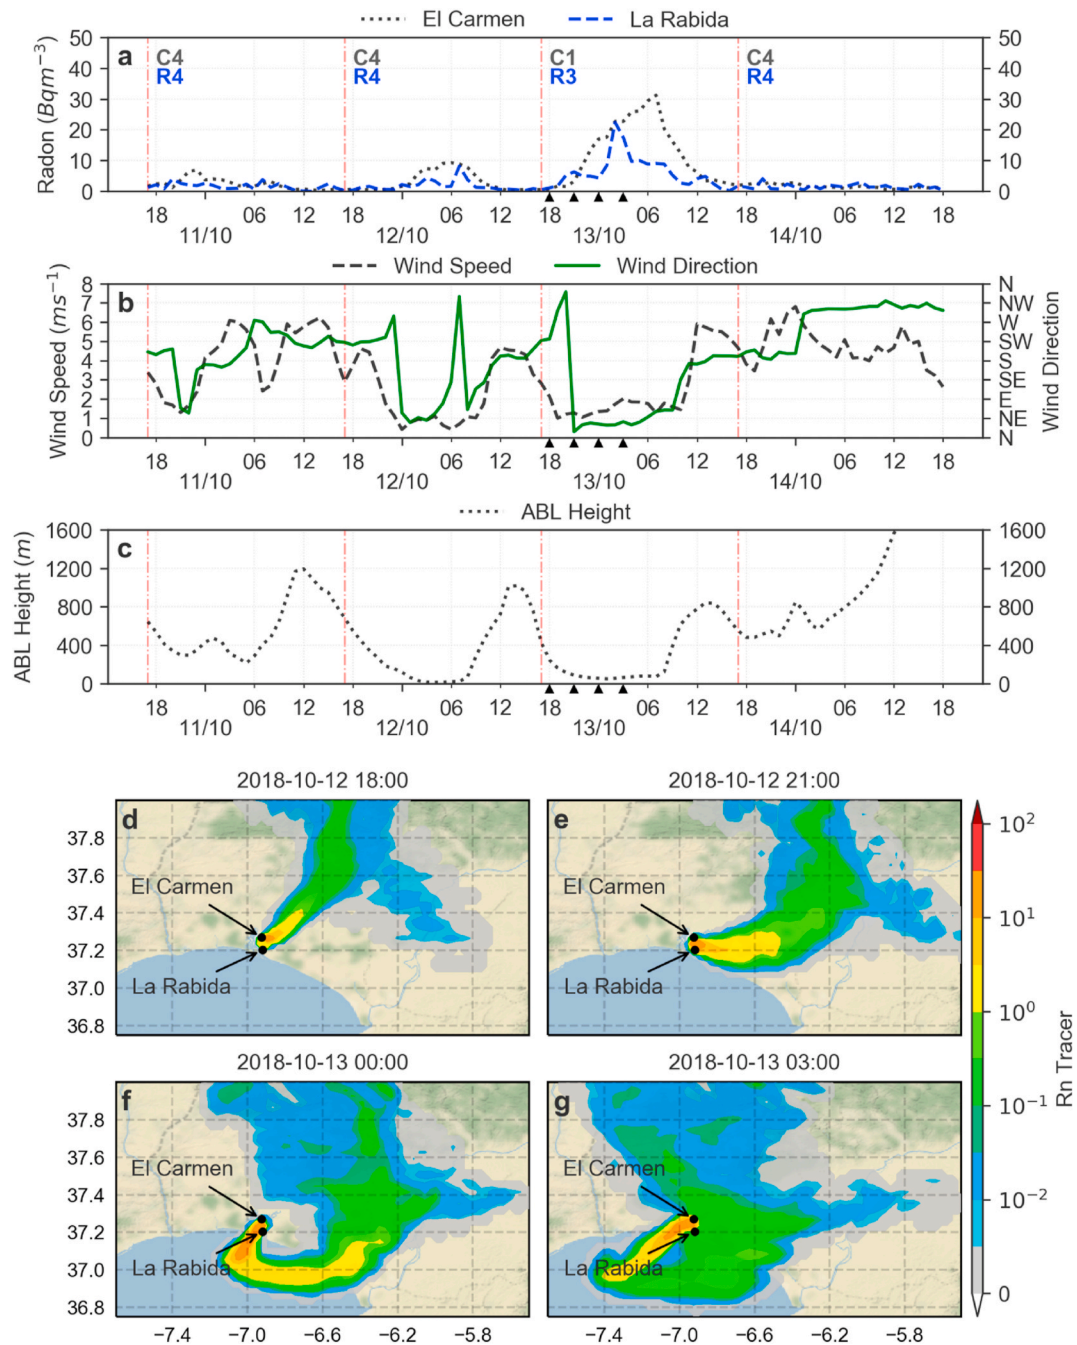 El Carmen La Rabida
a
C4 C4 C1 C4
R4 R4 R3 R4
Radon (Bqm⁻³)
50 40 30 20 10 0
50 40 30 20 10 0
18 06 12 18 06 12 18 06 12 18 06 12 18
11/10 12/10 13/10 14/10
Wind Speed Wind Direction
b
Wind Speed (ms⁻¹)
8 7 6 5 4 3 2 1 0
N NW W SW S SE E NE N
Wind Direction
18 06 12 18 06 12 18 06 12 18 06 12 18
11/10 12/10 13/10 14/10
ABL Height
c
ABL Height (m)
1600 1200 800 400 0
1600 1200 800 400 0
18 06 12 18 06 12 18 06 12 18 06 12 18
11/10 12/10 13/10 14/10
2018-10-12 18:00 2018-10-12 21:00
d e
37.8
37.6
El Carmen El Carmen
37.4
37.2
La Rabida La Rabida
37.0
36.8
2018-10-13 00:00 2018-10-13 03:00
f g
37.8
37.6
El Carmen El Carmen
37.4
37.2
La Rabida La Rabida
37.0
36.8
−7.4 −7.0 −6.6 −6.2 −5.8 −7.4 −7.0 −6.6 −6.2 −5.8
10²
10¹
10⁰
10⁻¹
10⁻²
0
Rn Tracer